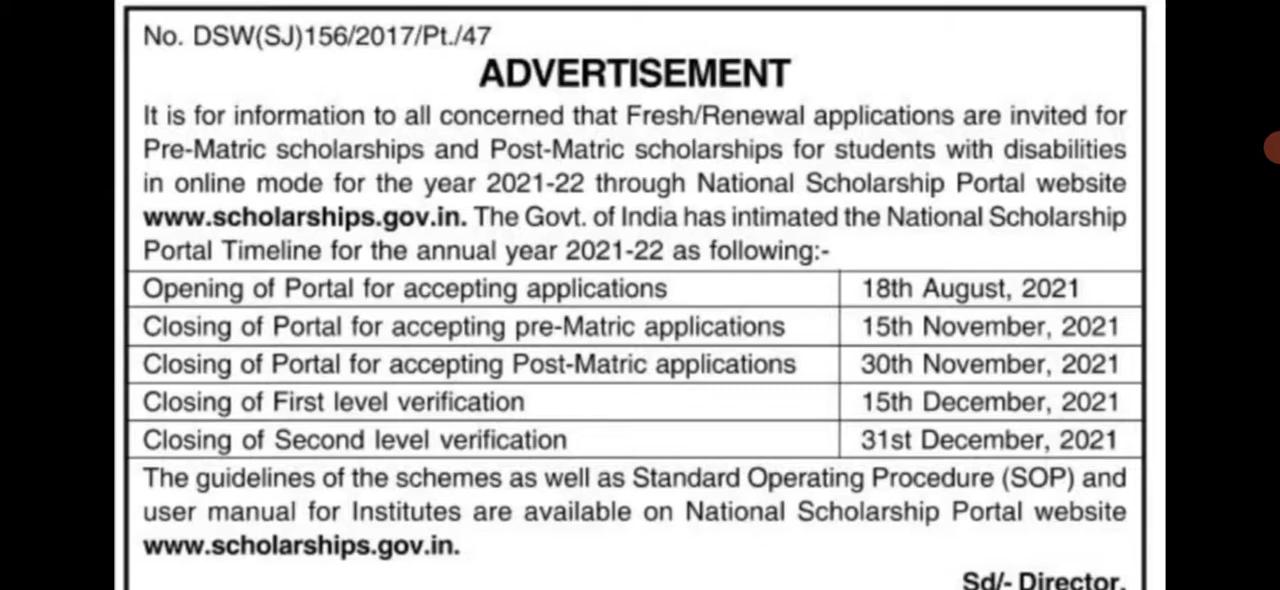 No. DSW(SJ)156/2017/Pt./47
ADVERTISEMENT
It is for information to all concerned that Fresh/Renewal applications are invited for
Pre-Matric scholarships and Post-Matric scholarships for students with disabilities
in online mode for the year 2021-22 through National Scholarship Portal website
www.scholarships.gov.in. The Govt. of India has intimated the National Scholarship
Portal Timeline for the annual year 2021-22 as following:-
Opening of Portal for accepting applications 18th August, 2021
Closing of Portal for accepting pre-Matric applications 15th November, 2021
Closing of Portal for accepting Post-Matric applications 30th November, 2021
Closing of First level verification 15th December, 2021
Closing of Second level verification 31st December, 2021
The guidelines of the schemes as well as Standard Operating Procedure (SOP) and
user manual for Institutes are available on National Scholarship Portal website
www.scholarships.gov.in.
Sd/- Director,